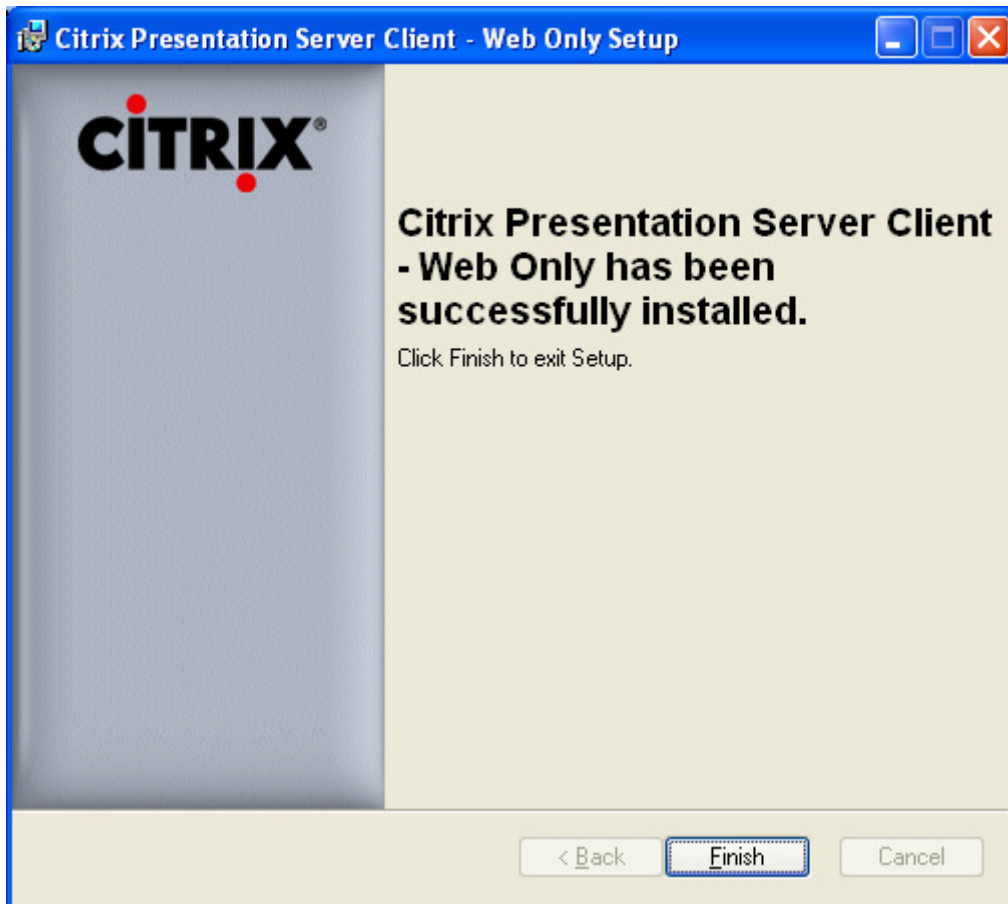 Citrix Presentation Server Client - Web Only Setup
CiTRIX®
Citrix Presentation Server Client
- Web Only has been
successfully installed.
Click Finish to exit Setup.
< Back
Finish
Cancel